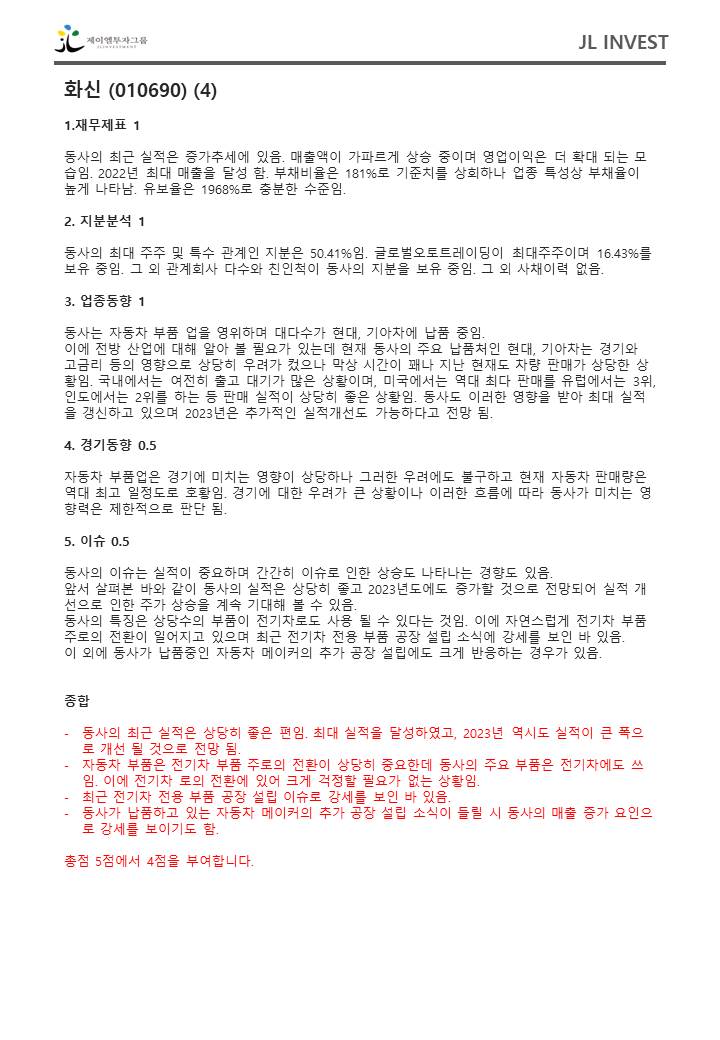 제이엘투자그룹
JL INVESTMENT
JL INVEST
화신 (010690) (4)
1.재무제표 1
동사의 최근 실적은 증가추세에 있음. 매출액이 가파르게 상승 중이며 영업이익은 더 확대 되는 모
습임. 2022년 최대 매출을 달성 함. 부채비율은 181%로 기준치를 상회하나 업종 특성상 부채율이
높게 나타남. 유보율은 1968%로 충분한 수준임.
2. 지분분석 1
동사의 최대 주주 및 특수 관계인 지분은 50.41%임. 글로벌오토트레이딩이 최대주주이며 16.43%를
보유 중임. 그 외 관계회사 다수와 친인척이 동사의 지분을 보유 중임. 그 외 사채이력 없음.
3. 업종동향 1
동사는 자동차 부품 업을 영위하며 대다수가 현대, 기아차에 납품 중임.
이에 전방 산업에 대해 알아 볼 필요가 있는데 현재 동사의 주요 납품처인 현대, 기아차는 경기와
고금리 등의 영향으로 상당히 우려가 컸으나 막상 시간이 꽤나 지난 현재도 차량 판매가 상당한 상
황임. 국내에서는 여전히 출고 대기가 많은 상황이며, 미국에서는 역대 최다 판매를 유럽에서는 3위,
인도에서는 2위를 하는 등 판매 실적이 상당히 좋은 상황임. 동사도 이러한 영향을 받아 최대 실적
을 갱신하고 있으며 2023년은 추가적인 실적개선도 가능하다고 전망 됨.
4. 경기동향 0.5
자동차 부품업은 경기에 미치는 영향이 상당하나 그러한 우려에도 불구하고 현재 자동차 판매량은
역대 최고 일정도로 호황임. 경기에 대한 우려가 큰 상황이나 이러한 흐름에 따라 동사가 미치는 영
향력은 제한적으로 판단 됨.
5. 이슈 0.5
동사의 이슈는 실적이 중요하며 간간히 이슈로 인한 상승도 나타나는 경향도 있음.
앞서 살펴본 바와 같이 동사의 실적은 상당히 좋고 2023년도에도 증가할 것으로 전망되어 실적 개
선으로 인한 주가 상승을 계속 기대해 볼 수 있음.
동사의 특징은 상당수의 부품이 전기차로도 사용 될 수 있다는 것임. 이에 자연스럽게 전기차 부품
주로의 전환이 일어지고 있으며 최근 전기차 전용 부품 공장 설립 소식에 강세를 보인 바 있음.
이 외에 동사가 납품중인 자동차 메이커의 추가 공장 설립에도 크게 반응하는 경우가 있음.
종합
- 동사의 최근 실적은 상당히 좋은 편임. 최대 실적을 달성하였고, 2023년 역시도 실적이 큰 폭으
로 개선 될 것으로 전망 됨.
- 자동차 부품은 전기차 부품 주로의 전환이 상당히 중요한데 동사의 주요 부품은 전기차에도 쓰
임. 이에 전기차 로의 전환에 있어 크게 걱정할 필요가 없는 상황임.
- 최근 전기차 전용 부품 공장 설립 이슈로 강세를 보인 바 있음.
- 동사가 납품하고 있는 자동차 메이커의 추가 공장 설립 소식이 들릴 시 동사의 매출 증가 요인으
로 강세를 보이기도 함.
총점 5점에서 4점을 부여합니다.